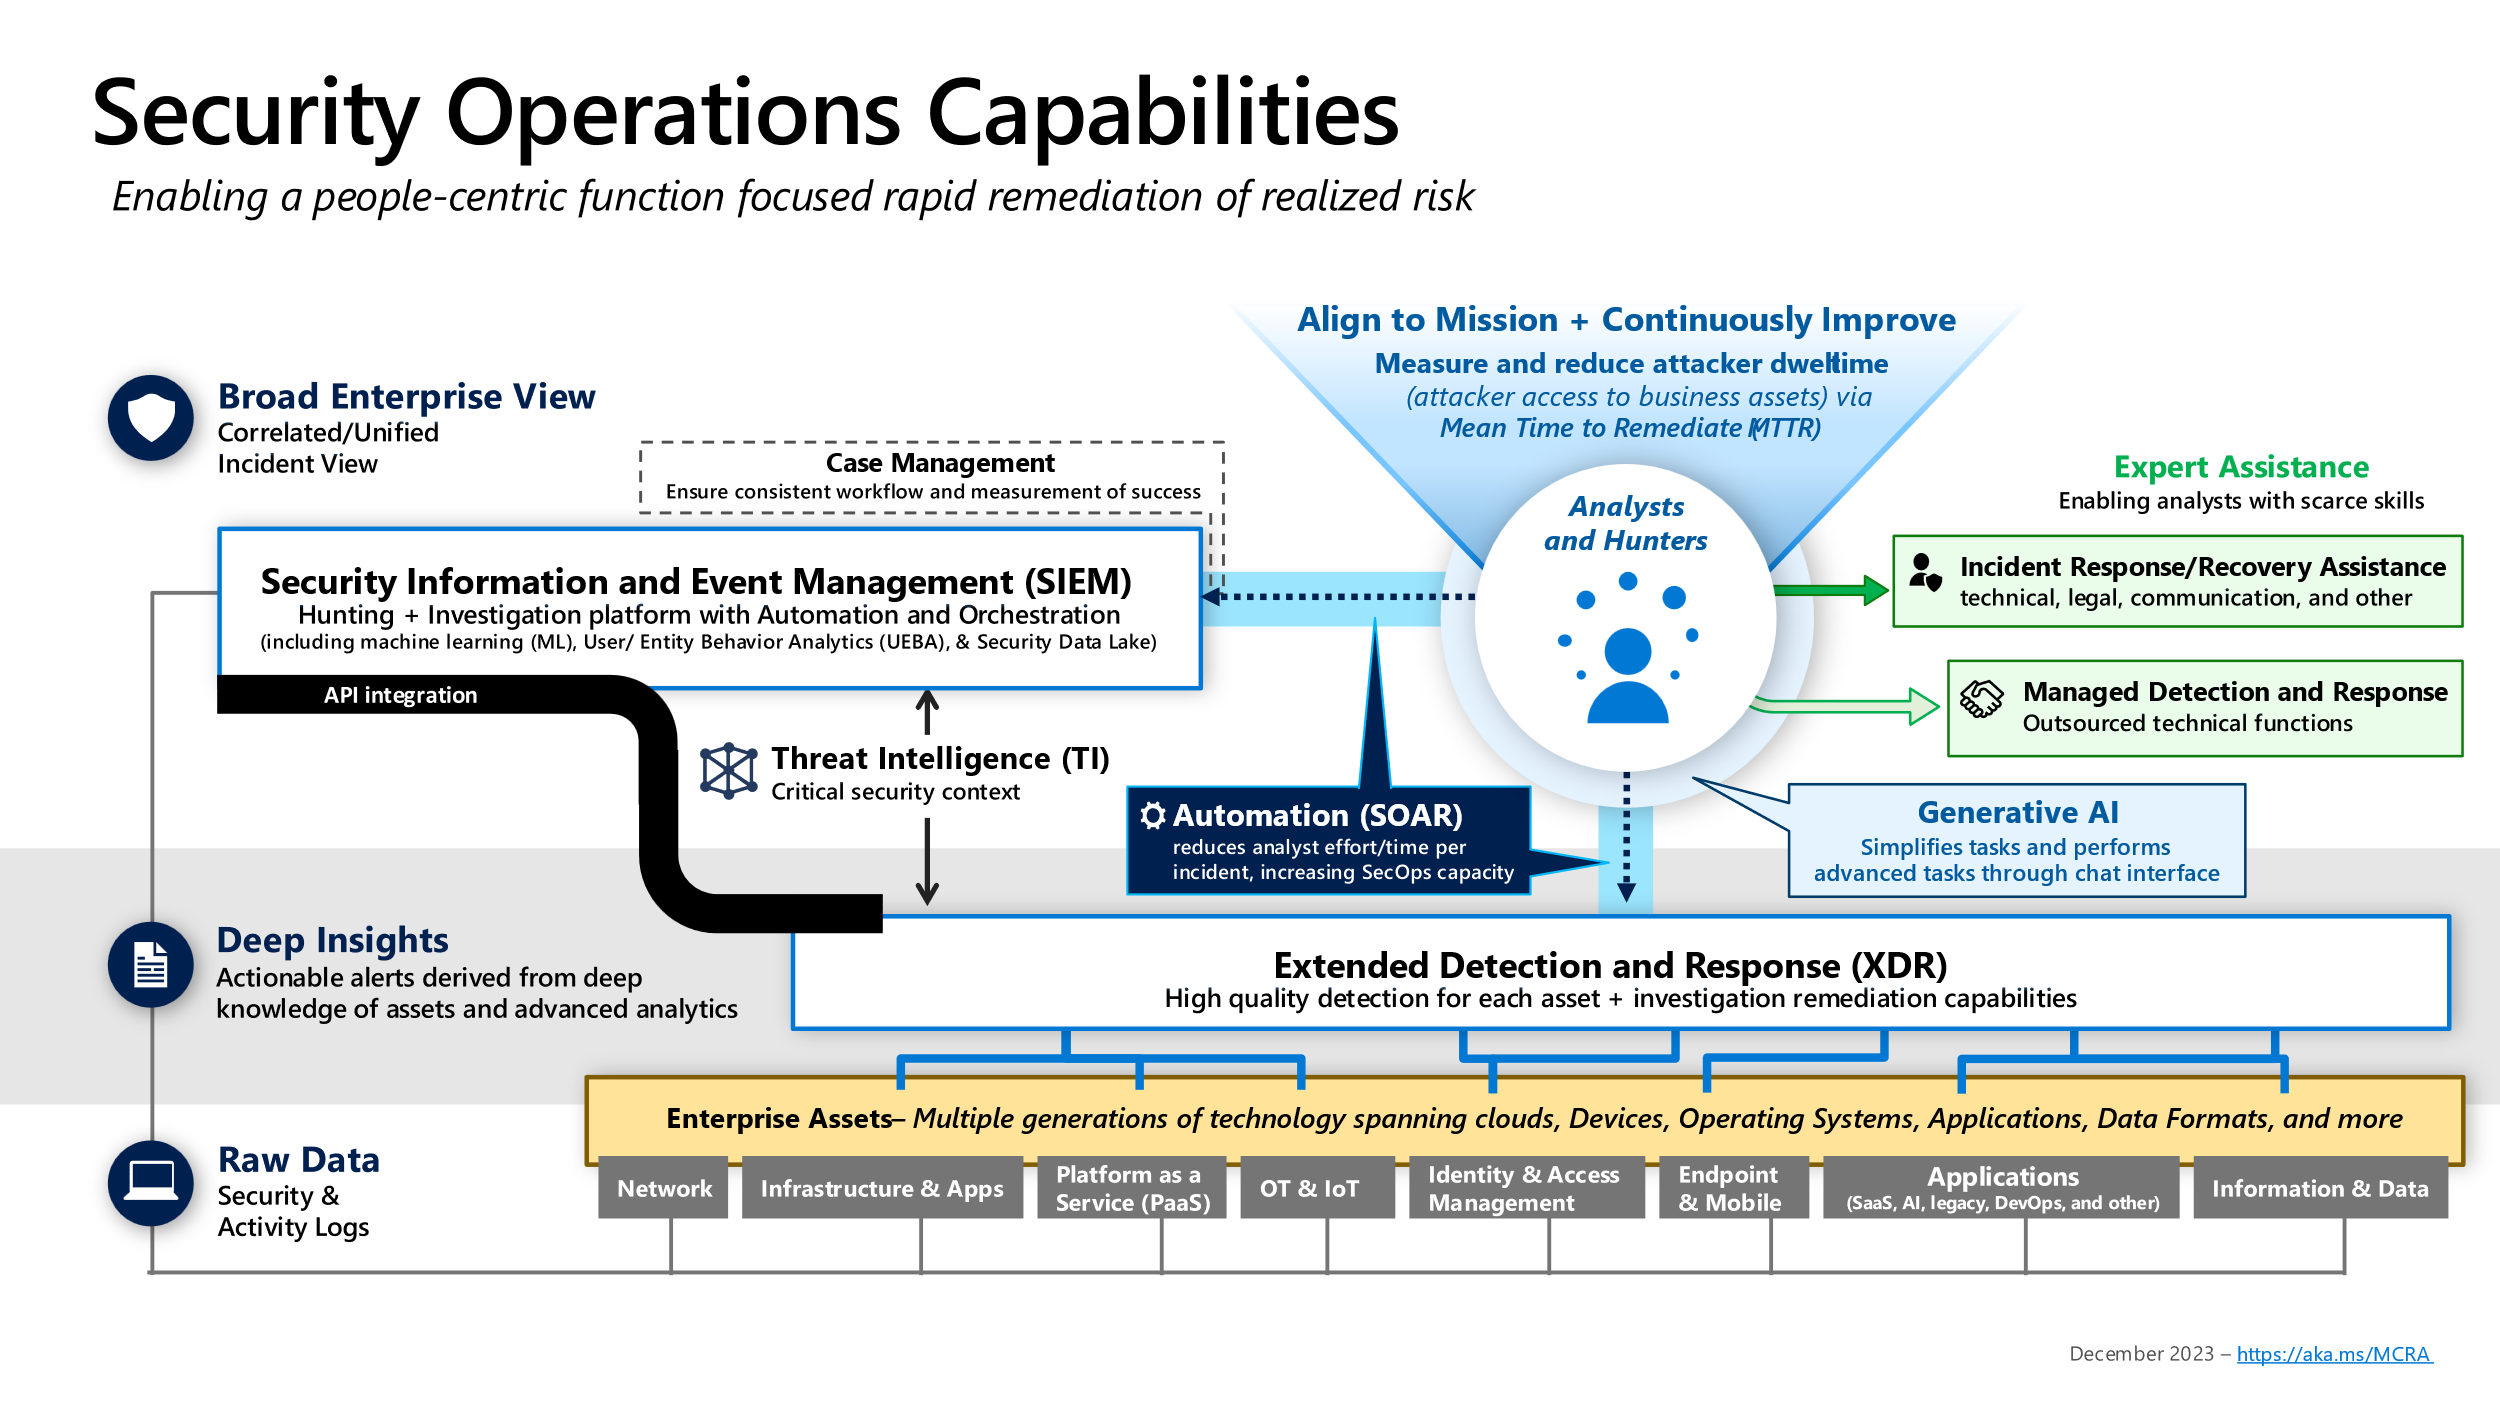 Security Operations Capabilities
Enabling a people-centric function focused rapid remediation of realized risk
Align to Mission + Continuously Improve
Measure and reduce attacker dwell time
(attacker access to business assets) via
Mean Time to Remediate (MTTR)
Broad Enterprise View
Correlated/Unified
Incident View
Case Management
Ensure consistent workflow and measurement of success
Analysts
and Hunters
Expert Assistance
Enabling analysts with scarce skills
Security Information and Event Management (SIEM)
Hunting + Investigation platform with Automation and Orchestration
(including machine learning (ML), User/ Entity Behavior Analytics (UEBA), & Security Data Lake)
Incident Response/Recovery Assistance
technical, legal, communication, and other
API integration
Managed Detection and Response
Outsourced technical functions
Threat Intelligence (TI)
Critical security context
Automation (SOAR)
reduces analyst effort/time per
incident, increasing SecOps capacity
Generative AI
Simplifies tasks and performs
advanced tasks through chat interface
Deep Insights
Actionable alerts derived from deep
knowledge of assets and advanced analytics
Extended Detection and Response (XDR)
High quality detection for each asset + investigation remediation capabilities
Enterprise Assets– Multiple generations of technology spanning clouds, Devices, Operating Systems, Applications, Data Formats, and more
Raw Data
Security &
Activity Logs
Network
Infrastructure & Apps
Platform as a
Service (PaaS)
OT & IoT
Identity & Access
Management
Endpoint
& Mobile
Applications
(SaaS, AI, legacy, DevOps, and other)
Information & Data
December 2023 – https://aka.ms/MCRA